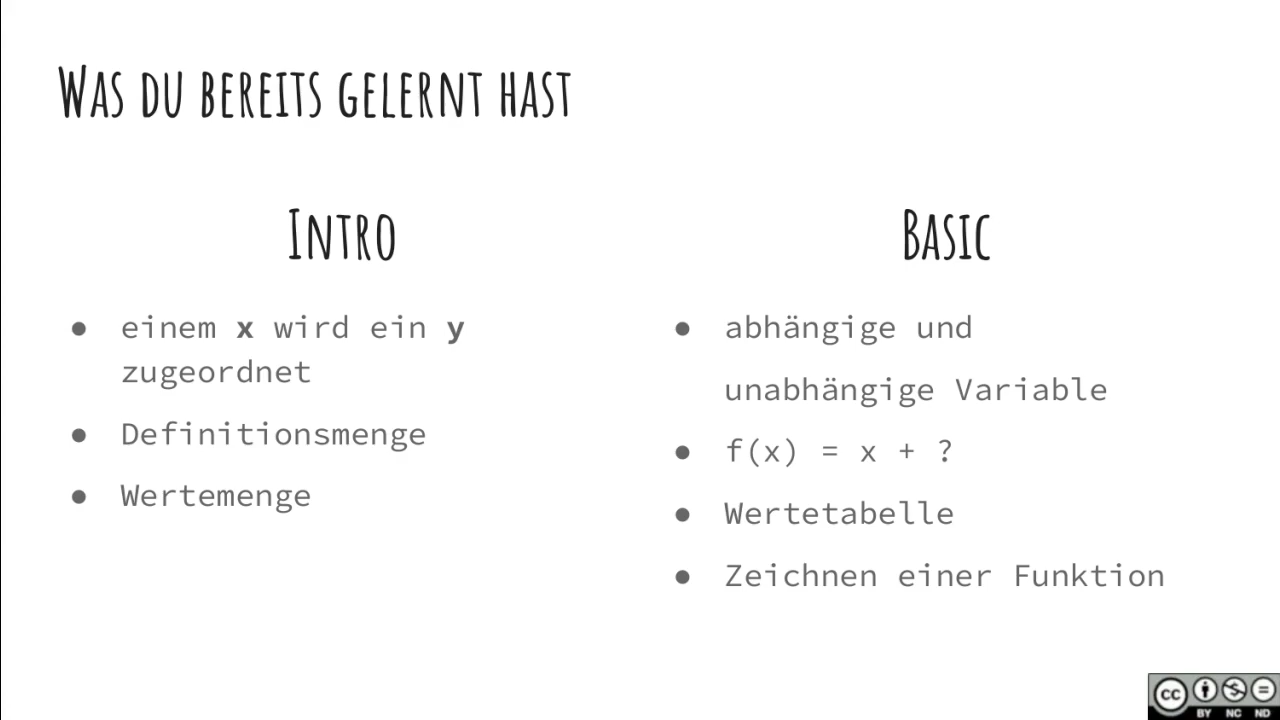 Was du bereits gelernt hast
Intro
● einem x wird ein y
zugeordnet
● Definitionsmenge
● Wertemenge
Basic
● abhängige und
unabhängige Variable
● f(x) = x + ?
● Wertetabelle
● Zeichnen einer Funktion
cc
BY NC ND